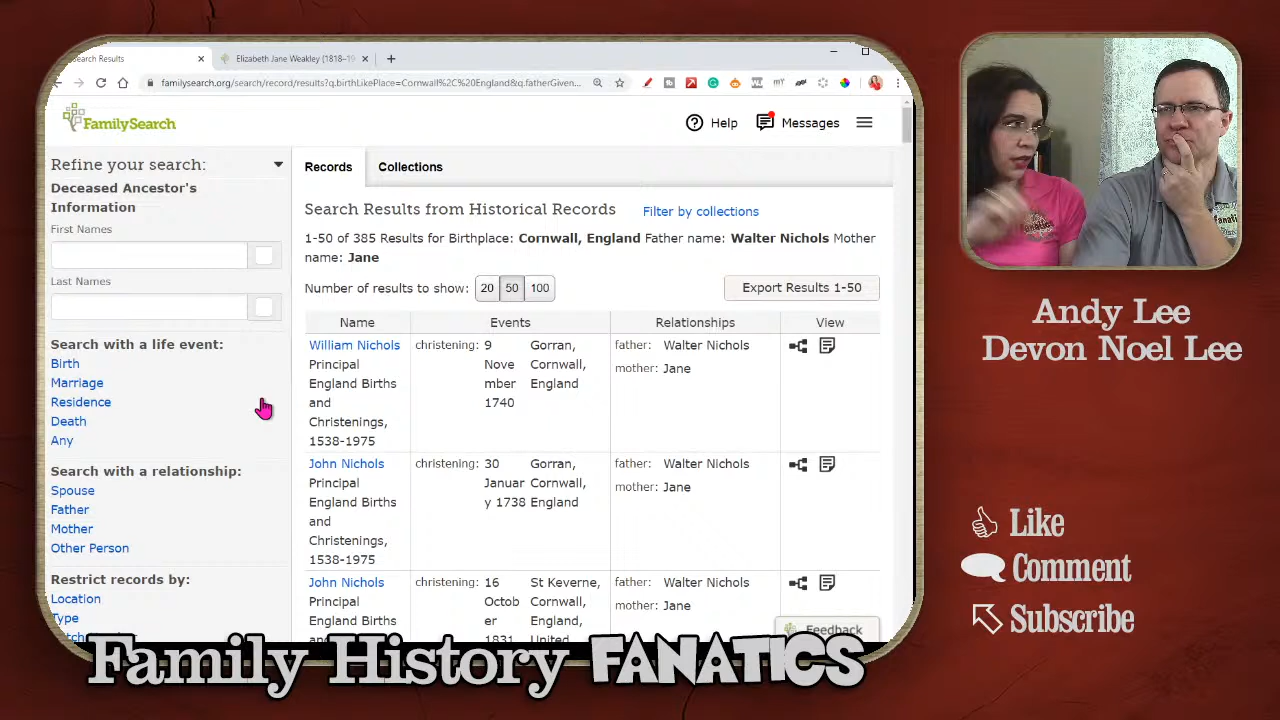 Search Results
Elizabeth Jane Weakley (1818–19
familysearch.org/search/record/results?q.birthLikePlace=Cornwall%2C%20England&q.fatherGiven...
FamilySearch
Help
Messages
Refine your search:
Deceased Ancestor's
Information
First Names
Last Names
Search with a life event:
Birth
Marriage
Residence
Death
Any
Search with a relationship:
Spouse
Father
Mother
Other Person
Restrict records by:
Location
Type
Records
Collections
Search Results from Historical Records
Filter by collections
1-50 of 385 Results for Birthplace: Cornwall, England Father name: Walter Nichols Mother
name: Jane
Number of results to show: 20 50 100
Export Results 1-50
Name Events Relationships View
William Nichols
Principal
England Births
and
Christenings,
1538-1975
christening:
9
Nove
mber
1740
Gorran,
Cornwall,
England
father: Walter Nichols
mother: Jane
John Nichols
Principal
England Births
and
Christenings,
1538-1975
christening:
30
Januar
y 1738
Gorran,
Cornwall,
England
father: Walter Nichols
mother: Jane
John Nichols
Principal
England Births
and
christening:
16
Octob
er
1831
St Keverne,
Cornwall,
England,
United
father: Walter Nichols
mother: Jane
Feedback
Andy Lee
Devon Noel Lee
Like
Comment
Subscribe
Family History FANATICS